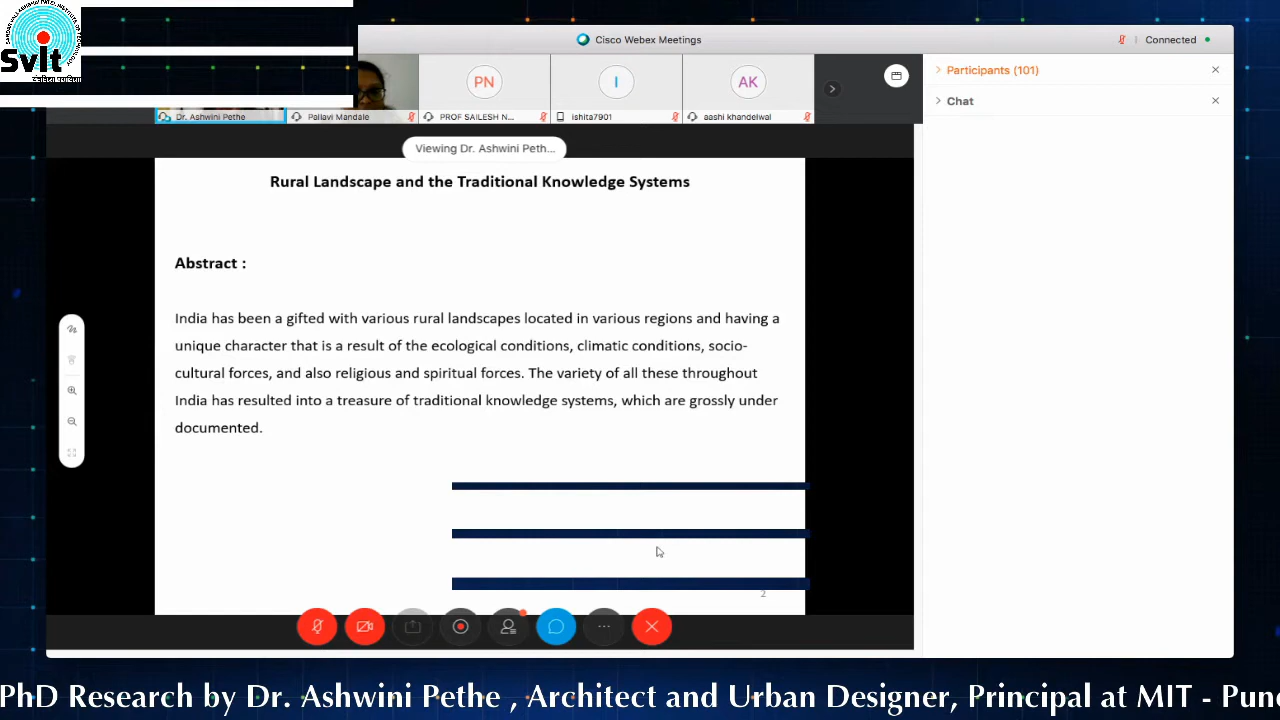 SvIt
Cisco Webex Meetings
Connected
Participants (101)
Chat
PN
I
AK
Dr. Ashwini Pethe
Pallavi Mandale
PROF SAILESH N...
ishita7901
aashi khandelwal
Viewing Dr. Ashwini Peth...
Rural Landscape and the Traditional Knowledge Systems
Abstract :
India has been a gifted with various rural landscapes located in various regions and having a
unique character that is a result of the ecological conditions, climatic conditions, socio-
cultural forces, and also religious and spiritual forces. The variety of all these throughout
India has resulted into a treasure of traditional knowledge systems, which are grossly under
documented.
2
PhD Research by Dr. Ashwini Pethe , Architect and Urban Designer, Principal at MIT - Pun